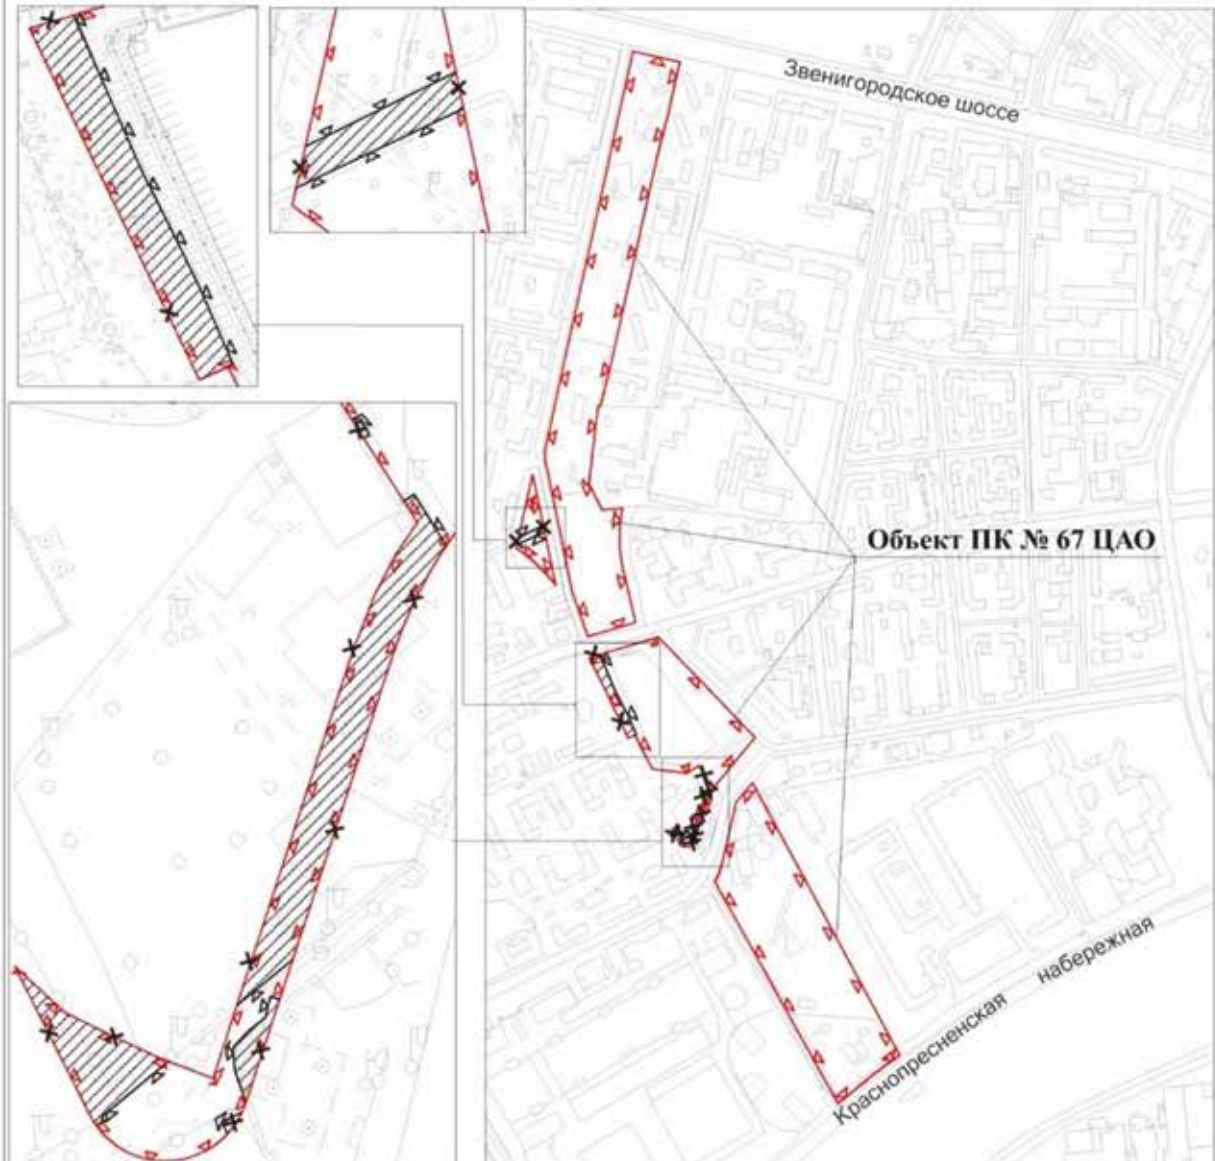 Звенигородское шоссе
Объект ПК № 67 ЦАО
Краснопресненская набережная